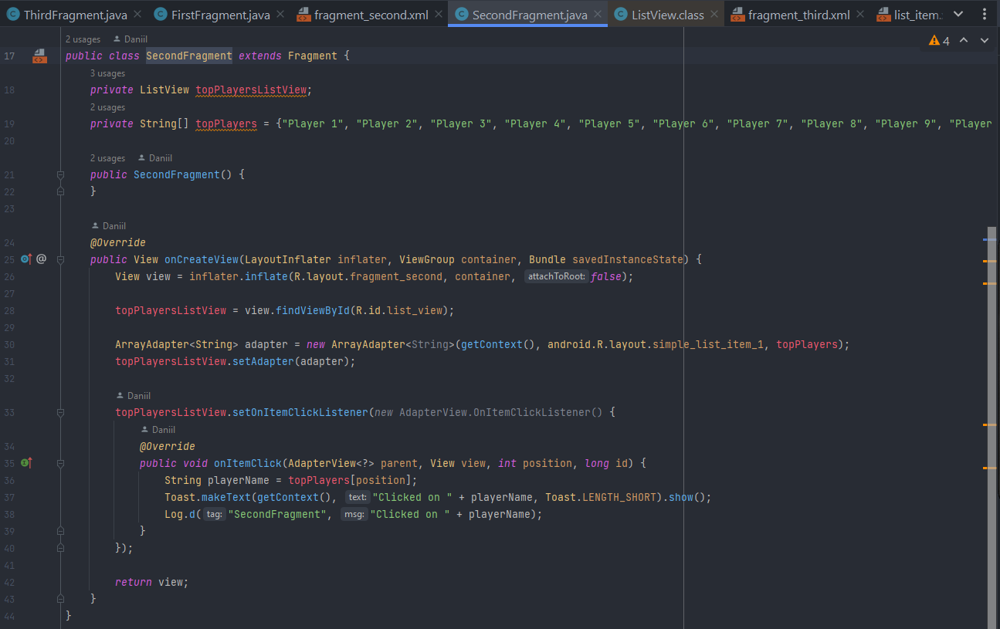 ThirdFragment.java FirstFragment.java fragment_second.xml SecondFragment.java ListView.class fragment_third.xml list_item.
4
2 usages Daniil
17 public class SecondFragment extends Fragment {
3 usages
18 private ListView topPlayersListView;
2 usages
19 private String[] topPlayers = {"Player 1", "Player 2", "Player 3", "Player 4", "Player 5", "Player 6", "Player 7", "Player 8", "Player 9", "Player
20
2 usages Daniil
21 public SecondFragment() {
22 }
23
Daniil
24 @Override
25 @ public View onCreateView(LayoutInflater inflater, ViewGroup container, Bundle savedInstanceState) {
26 View view = inflater.inflate(R.layout.fragment_second, container, attachToRoot: false);
27
28 topPlayersListView = view.findViewById(R.id.list_view);
29
30 ArrayAdapter<String> adapter = new ArrayAdapter<String>(getContext(), android.R.layout.simple_list_item_1, topPlayers);
31 topPlayersListView.setAdapter(adapter);
32
Daniil
33 topPlayersListView.setOnItemClickListener(new AdapterView.OnItemClickListener() {
Daniil
34 @Override
35 public void onItemClick(AdapterView<?> parent, View view, int position, long id) {
36 String playerName = topPlayers[position];
37 Toast.makeText(getContext(), text: "Clicked on " + playerName, Toast.LENGTH_SHORT).show();
38 Log.d( tag: "SecondFragment", msg: "Clicked on " + playerName);
39 }
40 });
41
42 return view;
43 }
44 }